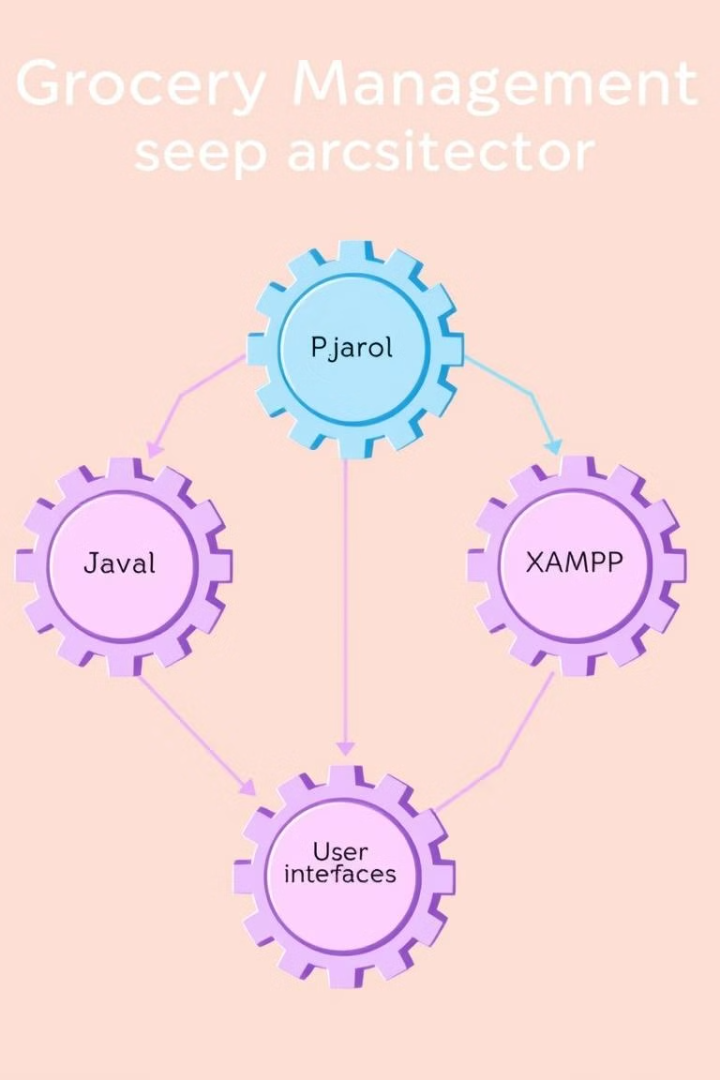 Grocery Management
seep arcsitector
Pjarol
Javal
XAMPP
User
intefaces